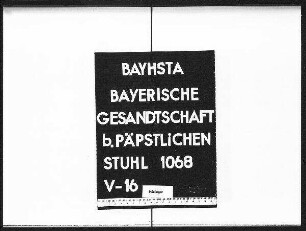 BAYHSTA
BAYERISCHE
GESANDTSCHAFT
b. PÄPSTLiCHEN
STUHL 1068
V-16